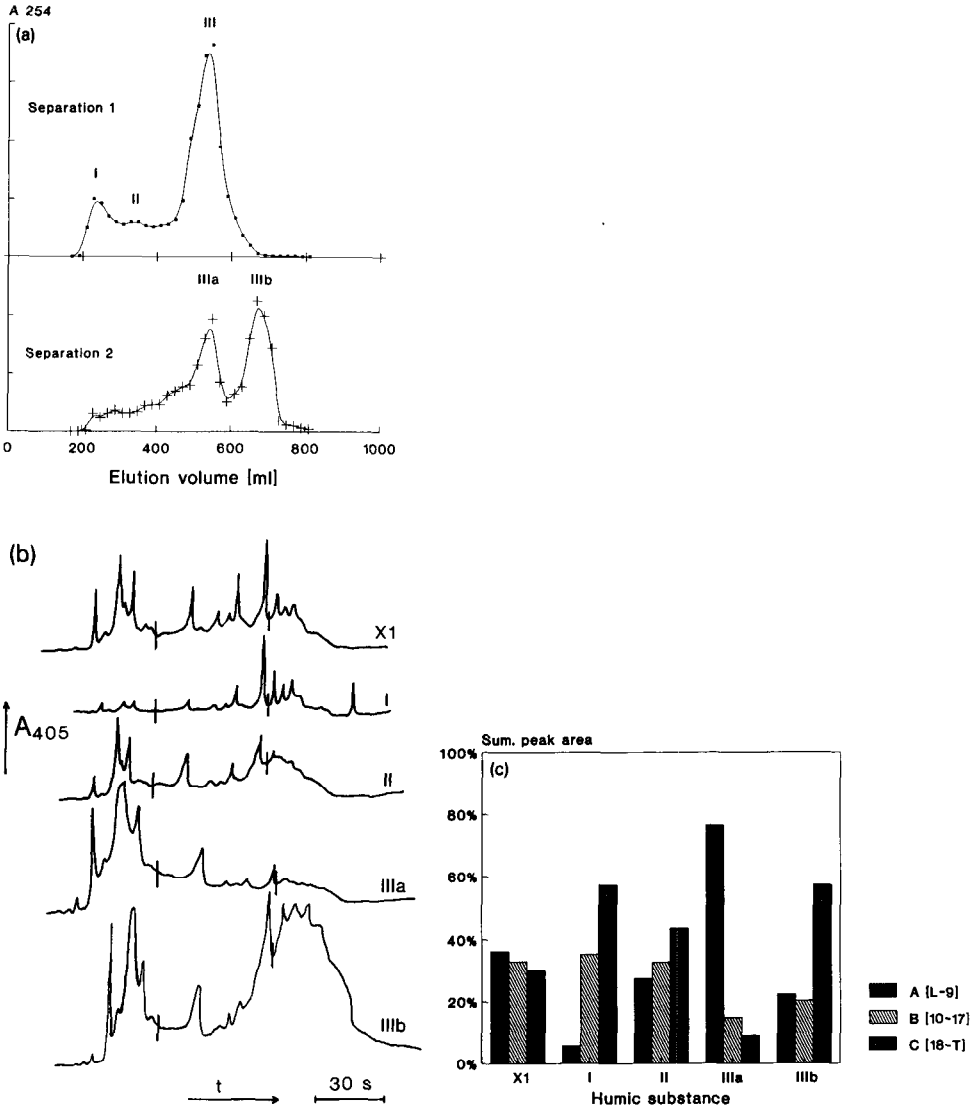 A 254
(a)
III
Separation 1
I
II
IIIa
IIIb
Separation 2
0 200 400 600 800 1000
Elution volume [ml]
(b)
X1
I
A405
II
IIIa
IIIb
t
30 s
Sum. peak area
100%
(c)
80%
60%
40%
20%
0%
X1 I II IIIa IIIb
Humic substance
A [L-9]
B [10-17]
C [18-T]